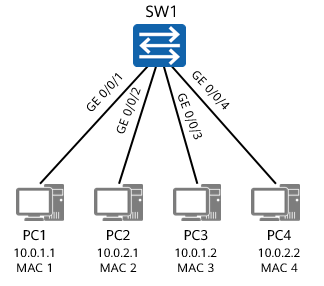 SW1
GE 0/0/1
GE 0/0/2
GE 0/0/3
GE 0/0/4
PC1
PC2
PC3
PC4
10.0.1.1
10.0.2.1
10.0.1.2
10.0.2.2
MAC 1
MAC 2
MAC 3
MAC 4